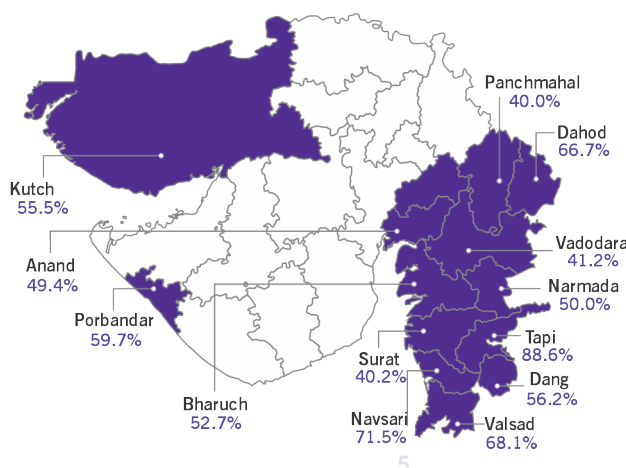 Panchmahal
40.0%
Dahod
66.7%
Kutch
55.5%
Vadodara
41.2%
Anand
49.4%
Narmada
50.0%
Porbandar
59.7%
Tapi
88.6%
Surat
40.2%
Dang
56.2%
Bharuch
52.7%
Navsari
71.5%
Valsad
68.1%
5